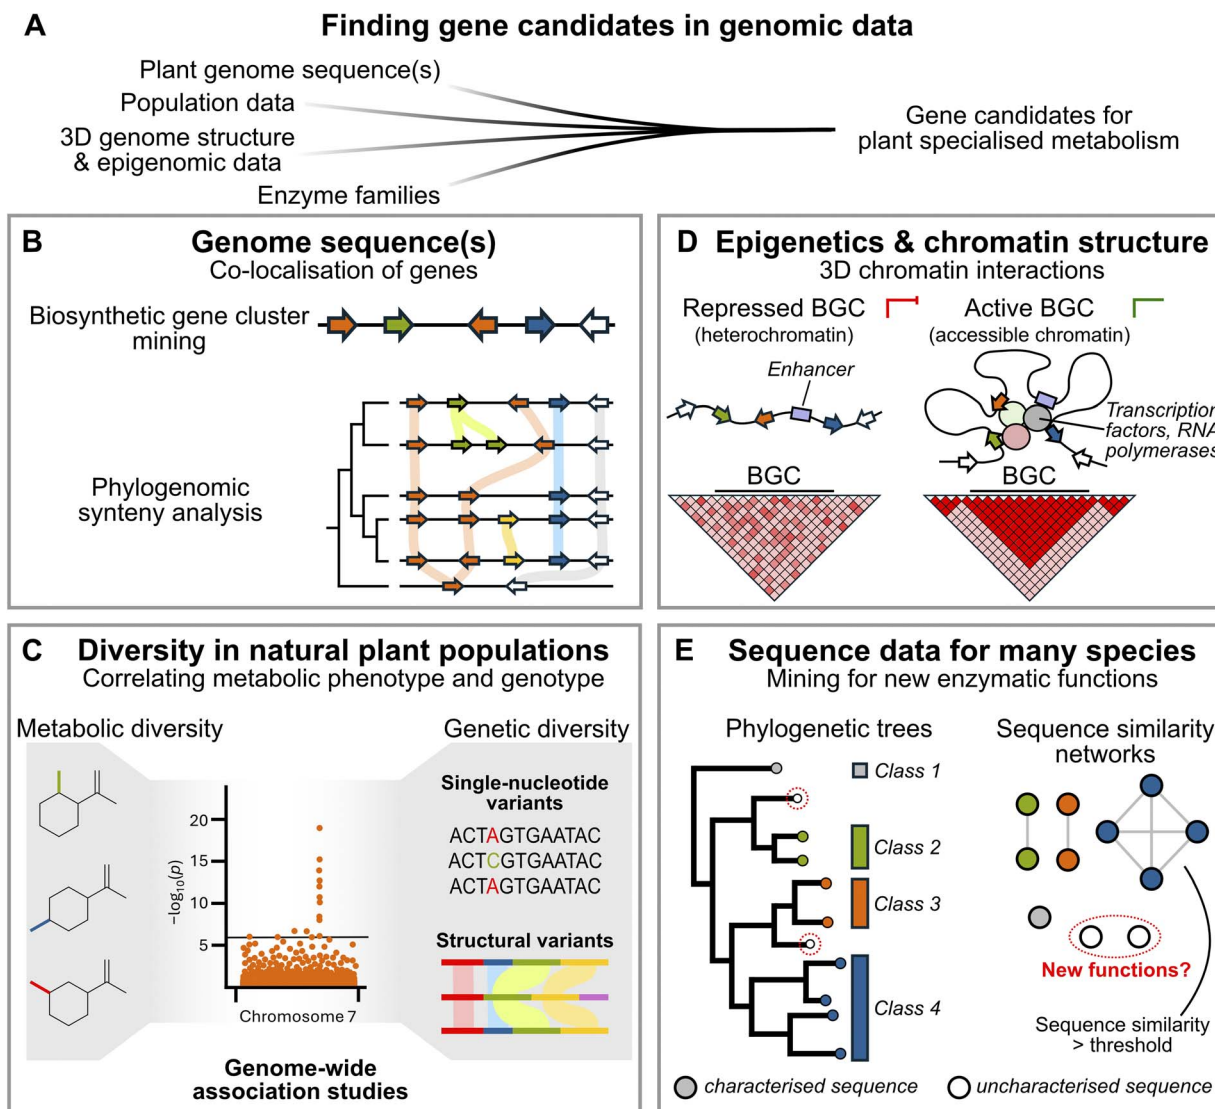 A
Finding gene candidates in genomic data
Plant genome sequence(s)
Population data
3D genome structure
& epigenomic data
Enzyme families
Gene candidates for
plant specialised metabolism
B
Genome sequence(s)
Co-localisation of genes
Biosynthetic gene cluster
mining
Phylogenomic
synteny analysis
D
Epigenetics & chromatin structure
3D chromatin interactions
Repressed BGC
(heterochromatin)
Active BGC
(accessible chromatin)
Enhancer
Transcription
factors, RNA
polymerases
BGC
BGC
C
Diversity in natural plant populations
Correlating metabolic phenotype and genotype
Metabolic diversity
Genetic diversity
20
15
10
5
−log10(p)
Chromosome 7
Genome-wide
association studies
Single-nucleotide
variants
ACTAGTGAATAC
ACTCGTGAATAC
ACTAGTGAATAC
Structural variants
E
Sequence data for many species
Mining for new enzymatic functions
Phylogenetic trees
Class 1
Class 2
Class 3
Class 4
Sequence similarity
networks
New functions?
Sequence similarity
> threshold
characterised sequence
uncharacterised sequence